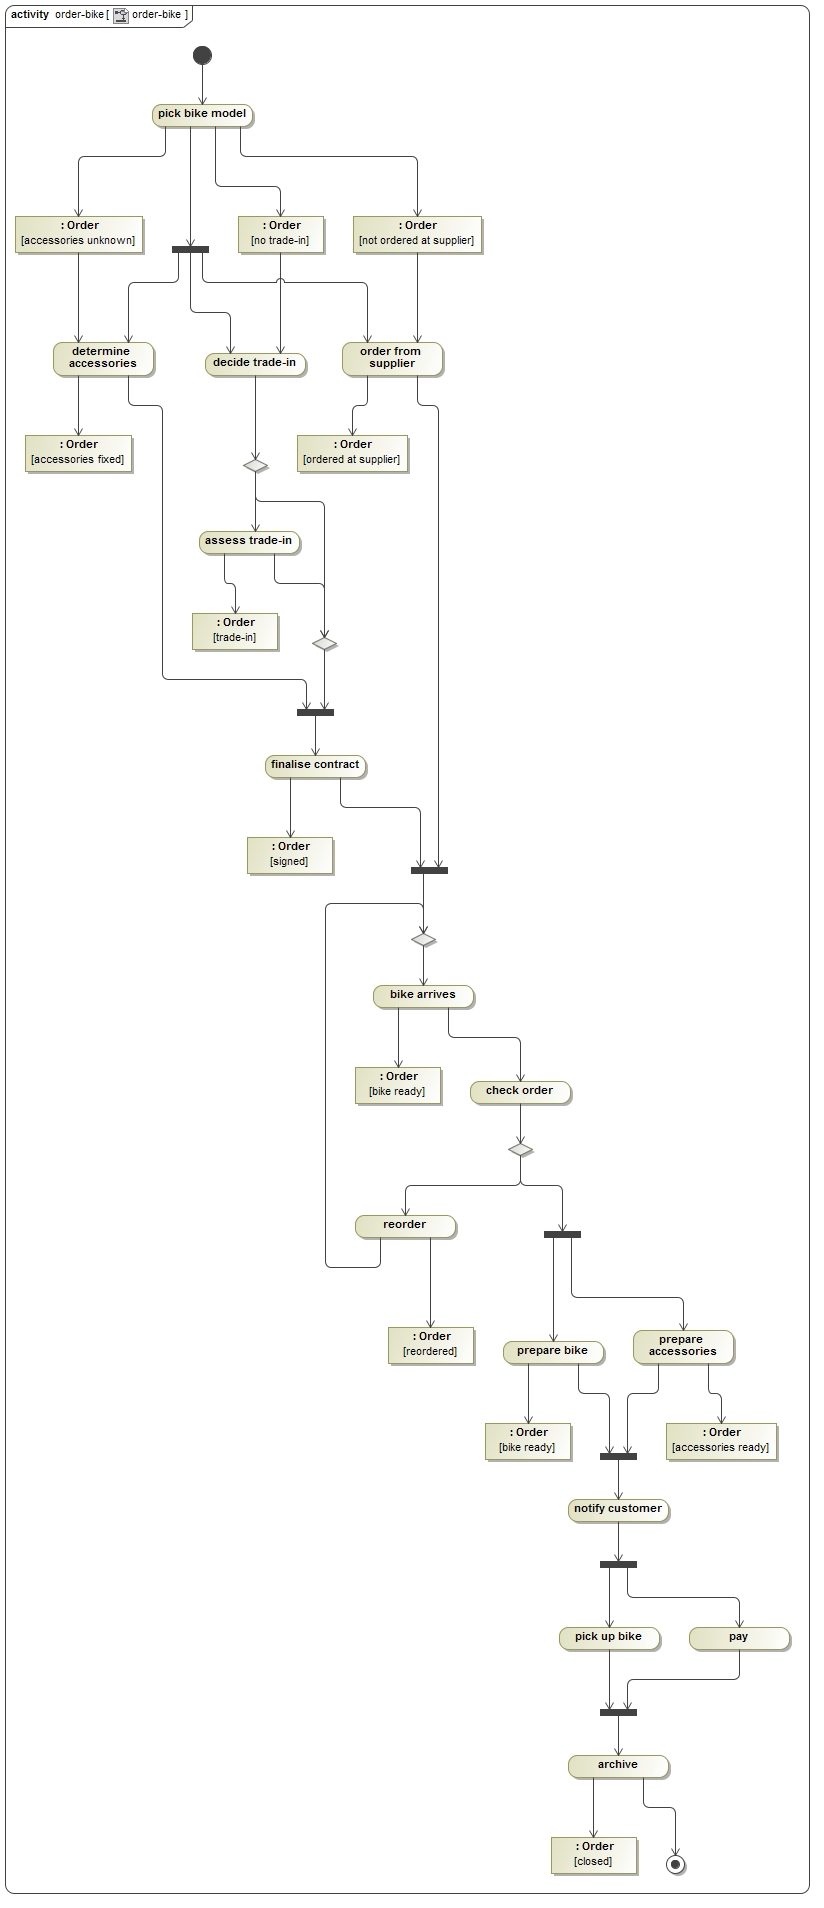 activity order-bike [ order-bike ]
pick bike model
: Order
[accessories unknown]
: Order
[no trade-in]
: Order
[not ordered at supplier]
determine
accessories
decide trade-in
order from
supplier
: Order
[accessories fixed]
: Order
[ordered at supplier]
assess trade-in
: Order
[trade-in]
finalise contract
: Order
[signed]
bike arrives
: Order
[bike ready]
check order
reorder
: Order
[reordered]
prepare bike
prepare
accessories
: Order
[bike ready]
: Order
[accessories ready]
notify customer
pick up bike
pay
archive
: Order
[closed]